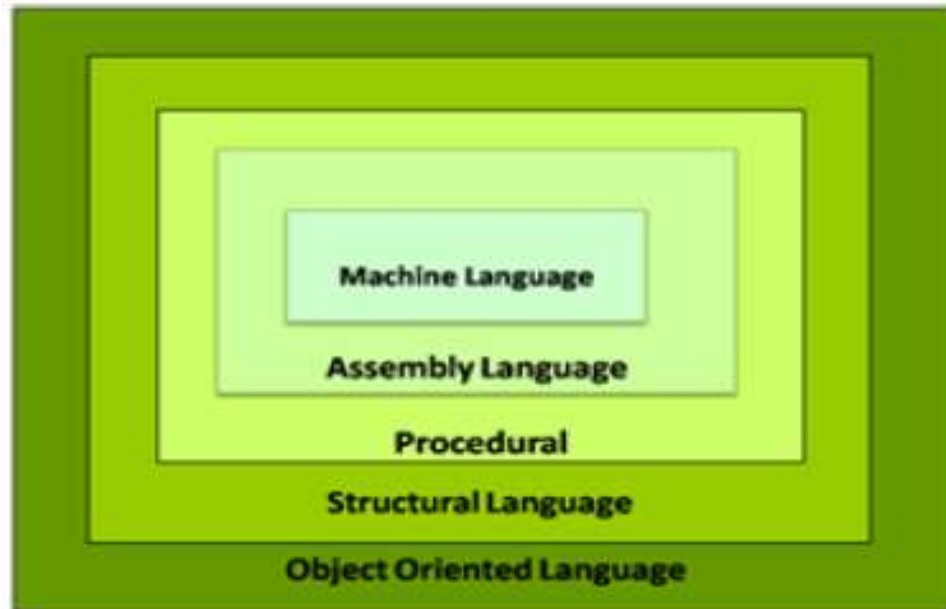 Machine Language
Assembly Language
Procedural
Structural Language
Object Oriented Language